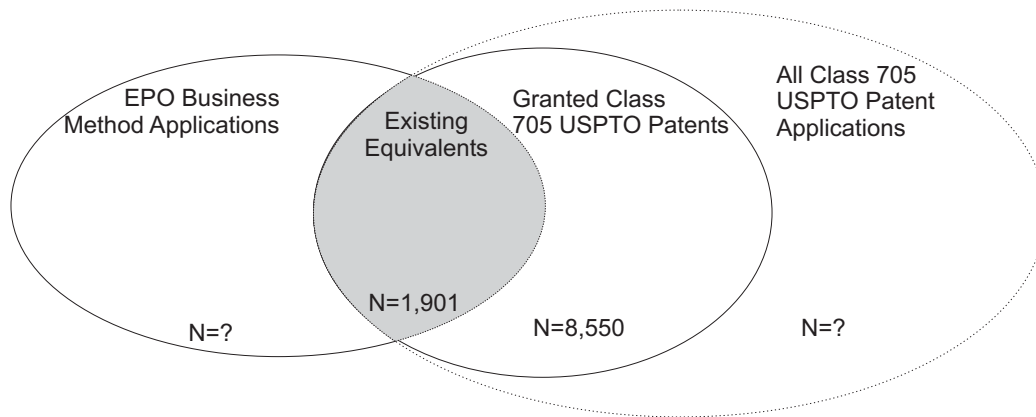 EPO Business
Method Applications
Existing
Equivalents
Granted Class
705 USPTO Patents
All Class 705
USPTO Patent
Applications
N=?
N=1,901
N=8,550
N=?